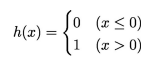 h(x) = { 0 (x ≤ 0)
1 (x > 0)